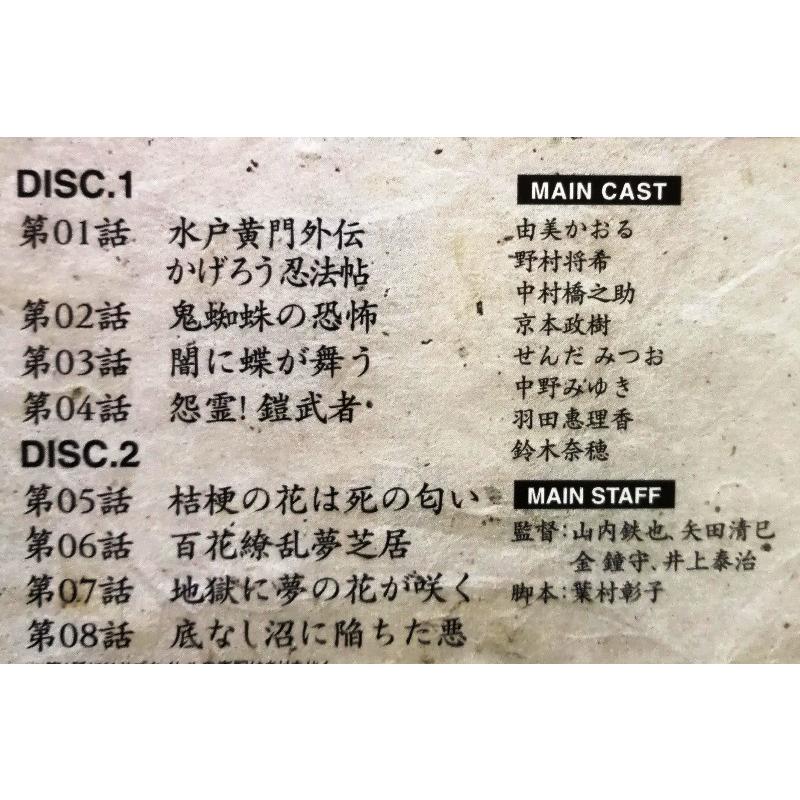 DISC.1
第01話 水戸黄門外伝
かげろう忍法帖
第02話 鬼蜘蛛の恐怖
第03話 闇に蝶が舞う
第04話 怨霊!鎧武者
DISC.2
第05話 桔梗の花は死の匂い
第06話 百花繚乱夢芝居
第07話 地獄に夢の花が咲く
第08話 底なし沼に陥ちた悪
MAIN CAST
由美かおる
野村将希
中村橋之助
京本政樹
せんだ みつお
中野みゆき
羽田惠理香
鈴木奈穂
MAIN STAFF
監督:山内鉄也、矢田清巳
金 鐘守、井上泰治
脚本:葉村彰子